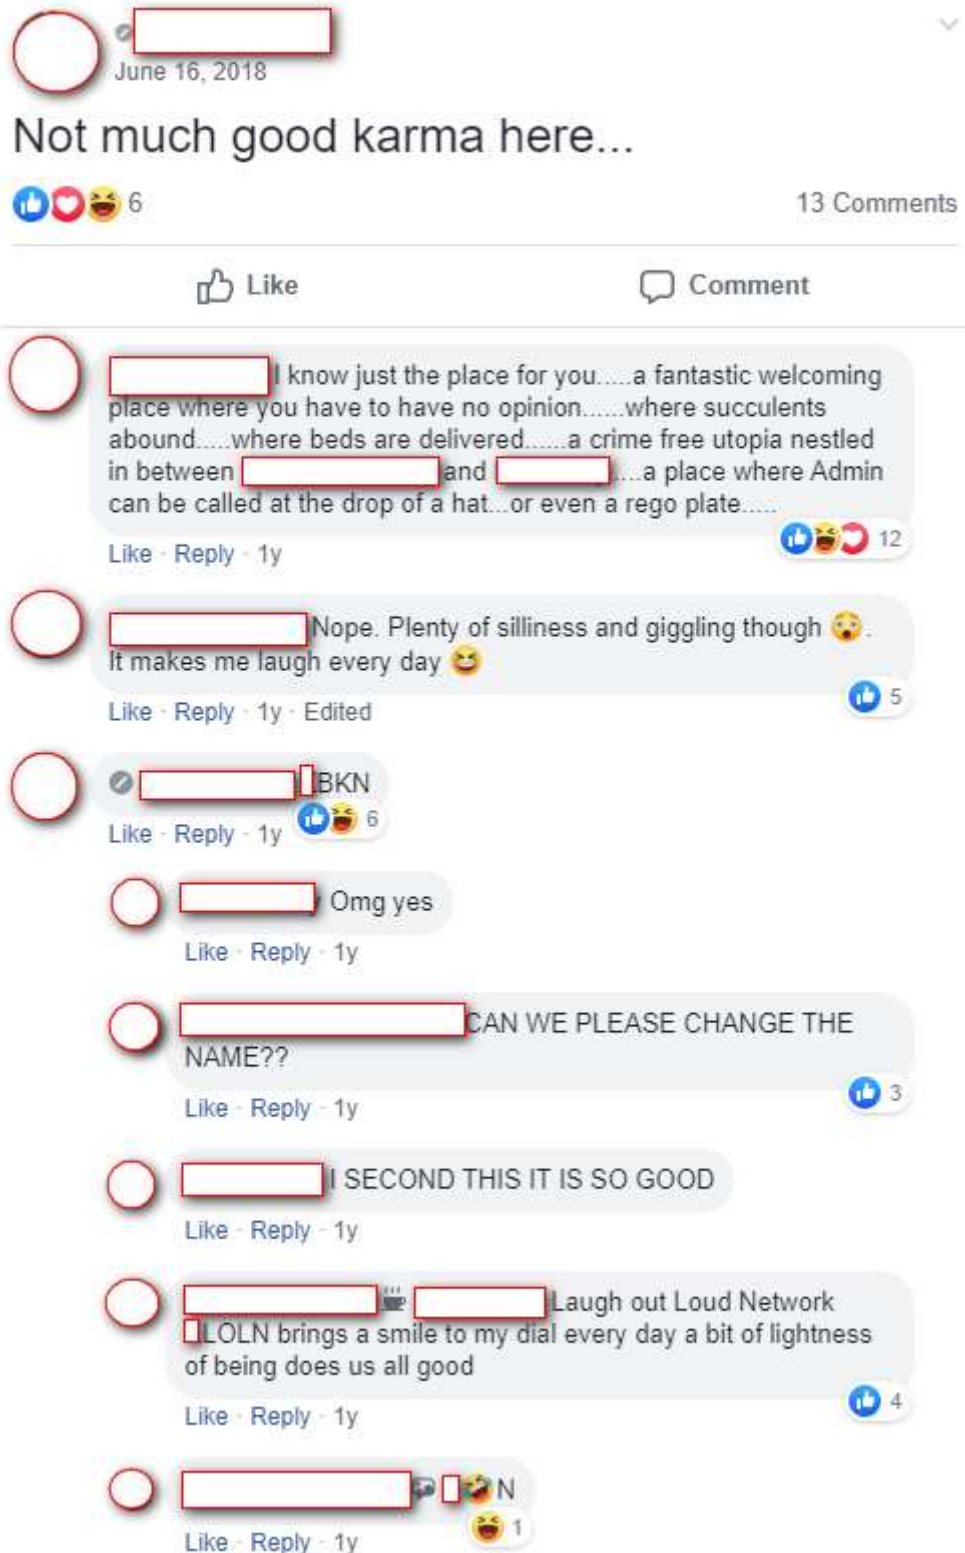 June 16, 2018
Not much good karma here...
6
13 Comments
Like
Comment
I know just the place for you.....a fantastic welcoming
place where you have to have no opinion......where succulents
abound.....where beds are delivered......a crime free utopia nestled
in between and ....a place where Admin
can be called at the drop of a hat...or even a rego plate.....
12
Like · Reply · 1y
Nope. Plenty of silliness and giggling though 😯.
It makes me laugh every day 😆
5
Like · Reply · 1y · Edited
BKN
Like · Reply · 1y
6
Omg yes
Like · Reply · 1y
CAN WE PLEASE CHANGE THE
NAME??
3
Like · Reply · 1y
I SECOND THIS IT IS SO GOOD
Like · Reply · 1y
Laugh out Loud Network
LOLN brings a smile to my dial every day a bit of lightness
of being does us all good
4
Like · Reply · 1y
🤣N
1
Like · Reply · 1y